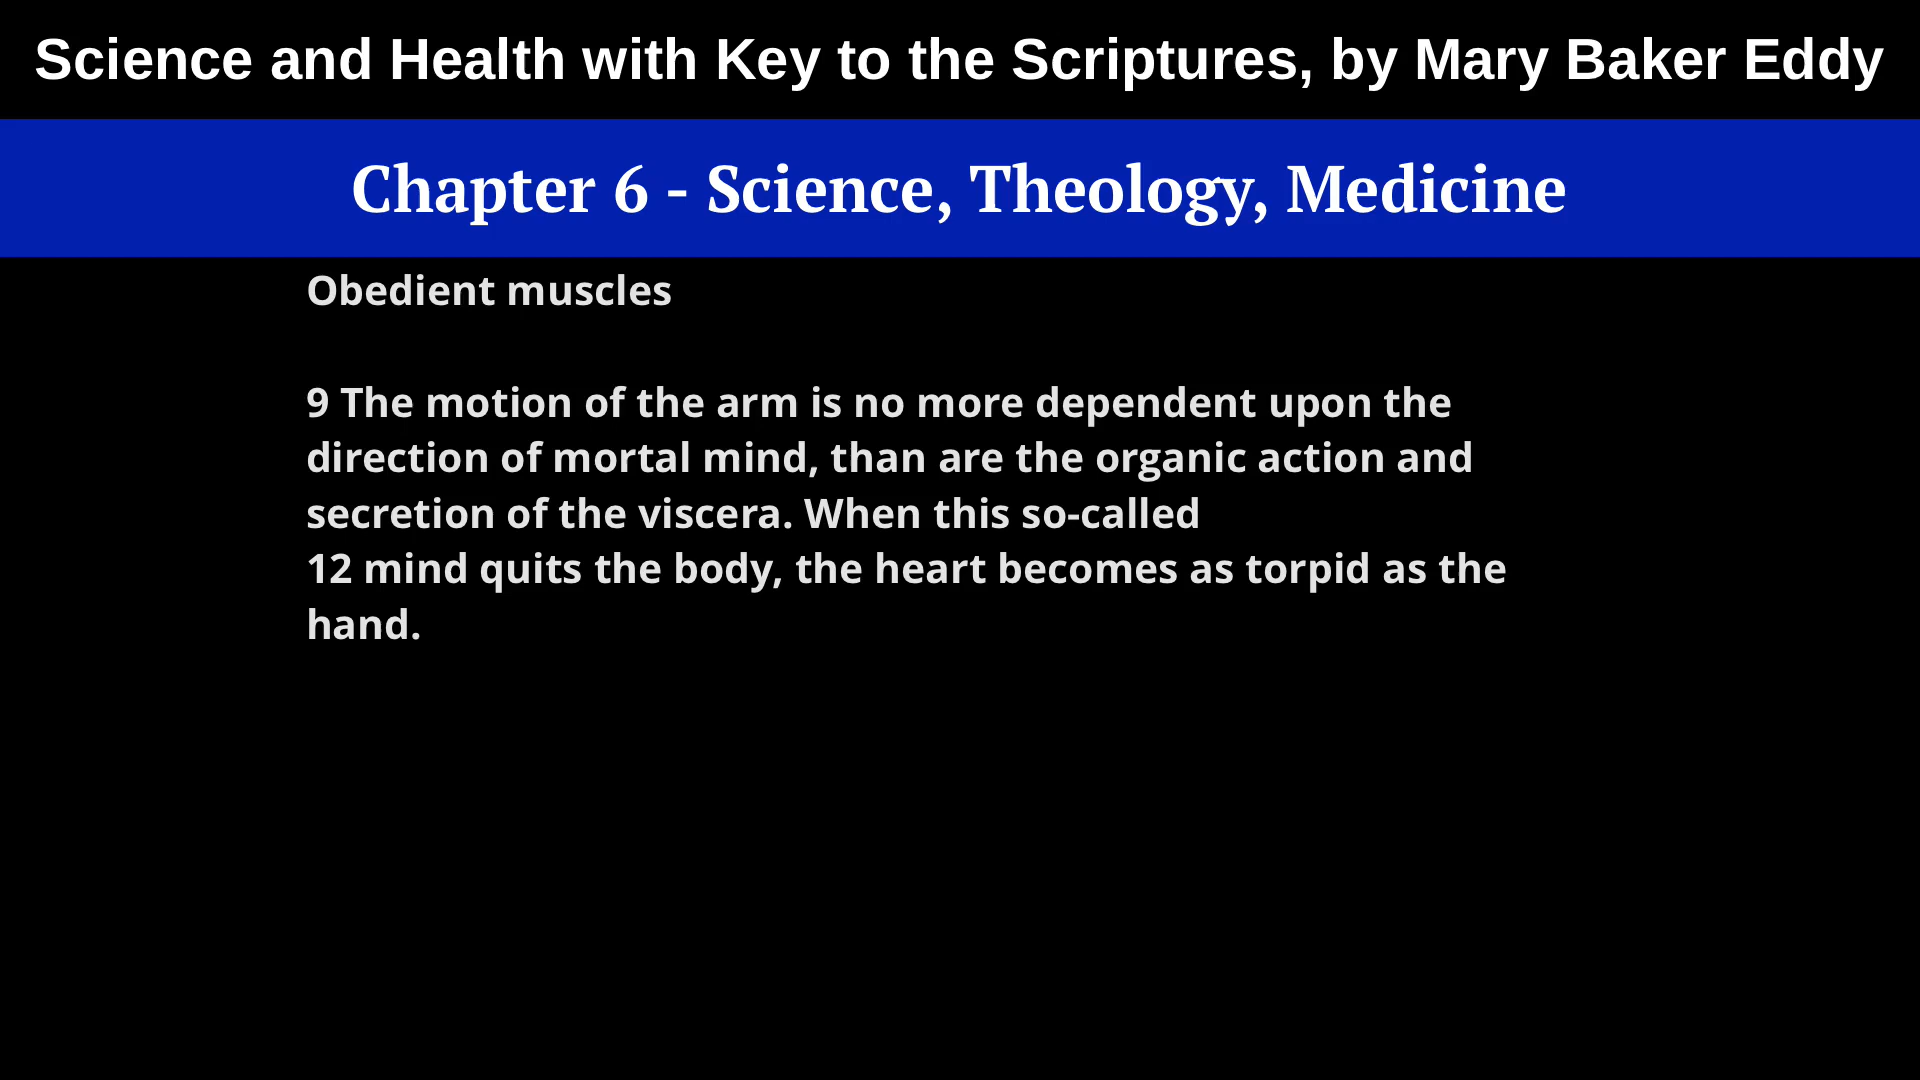 Science and Health with Key to the Scriptures, by Mary Baker Eddy
Chapter 6 - Science, Theology, Medicine
Obedient muscles
9 The motion of the arm is no more dependent upon the
direction of mortal mind, than are the organic action and
secretion of the viscera. When this so-called
12 mind quits the body, the heart becomes as torpid as the
hand.